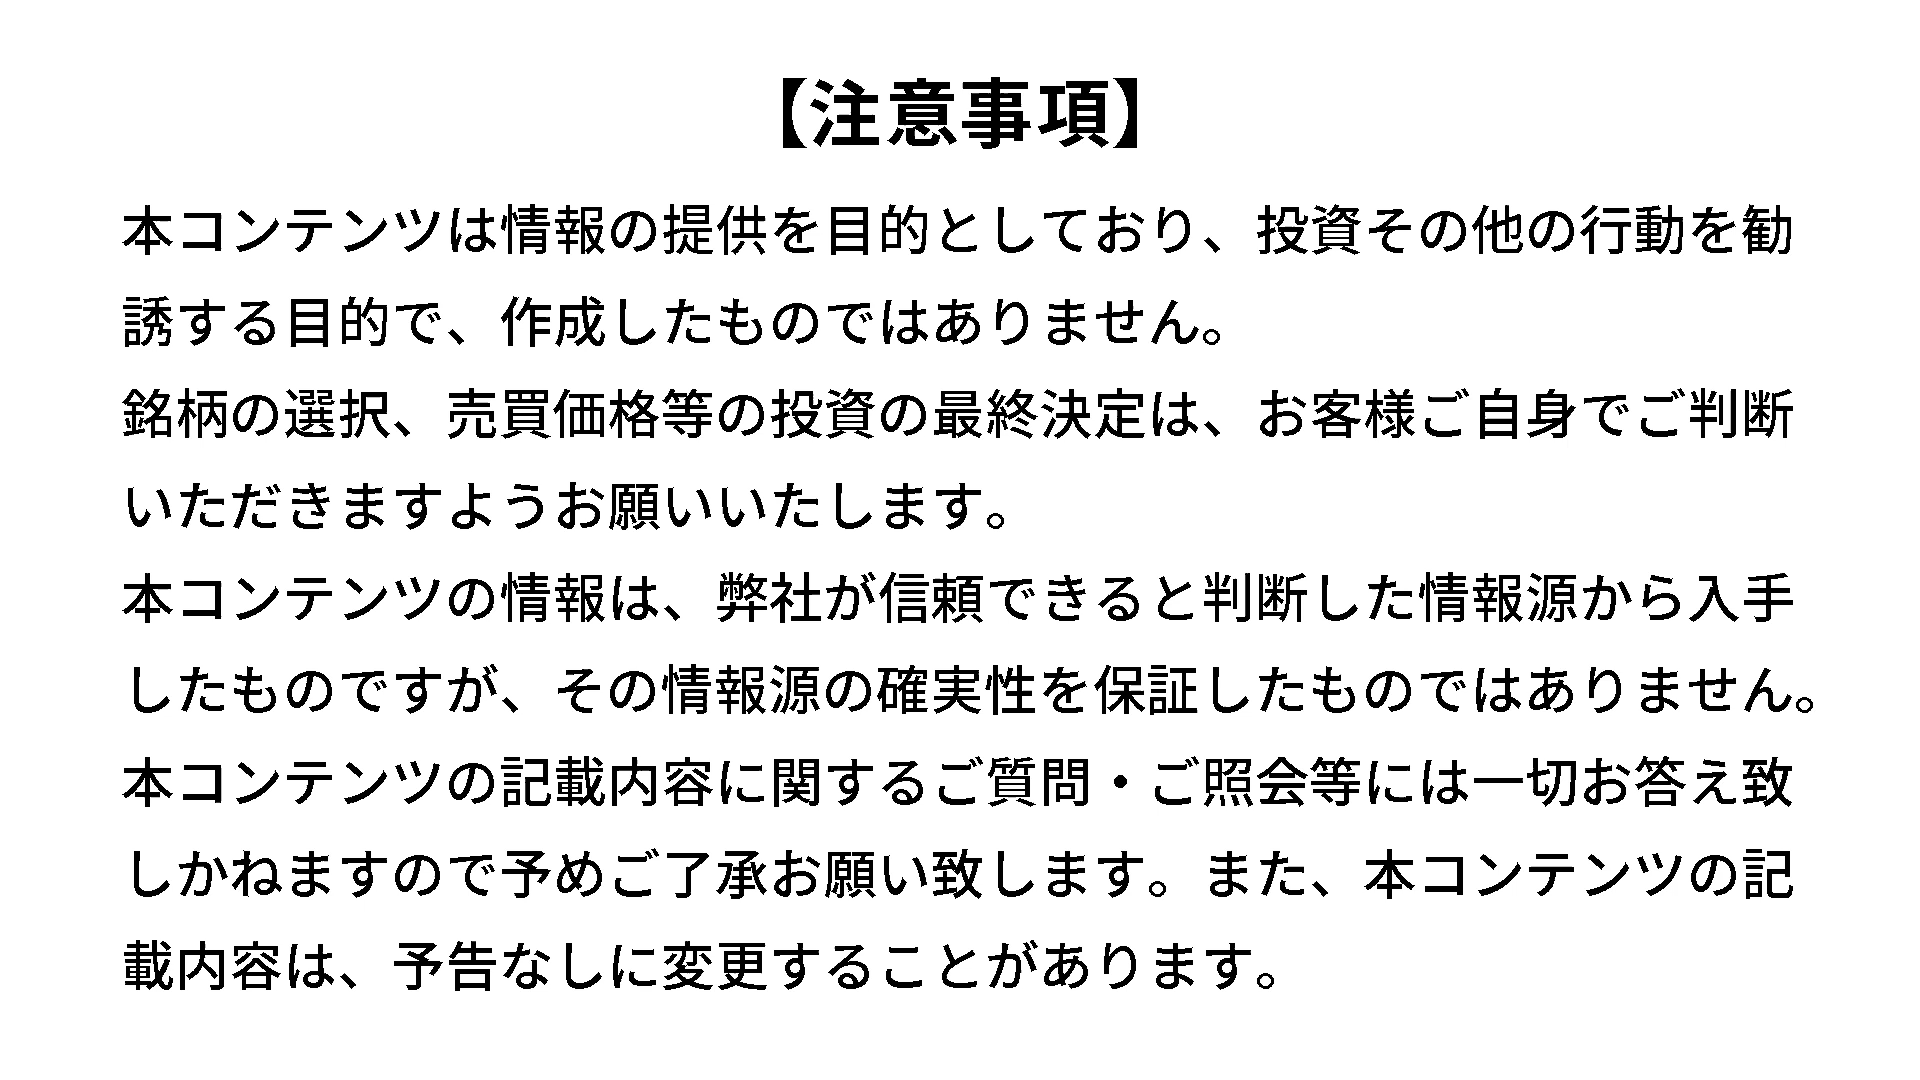 【注意事項】
本コンテンツは情報の提供を目的としており、投資その他の行動を勧
誘する目的で、作成したものではありません。
銘柄の選択、売買価格等の投資の最終決定は、お客様ご自身でご判断
いただきますようお願いいたします。
本コンテンツの情報は、弊社が信頼できると判断した情報源から入手
したものですが、その情報源の確実性を保証したものではありません。
本コンテンツの記載内容に関するご質問・ご照会等には一切お答え致
しかねますので予めご了承お願い致します。また、本コンテンツの記
載内容は、予告なしに変更することがあります。